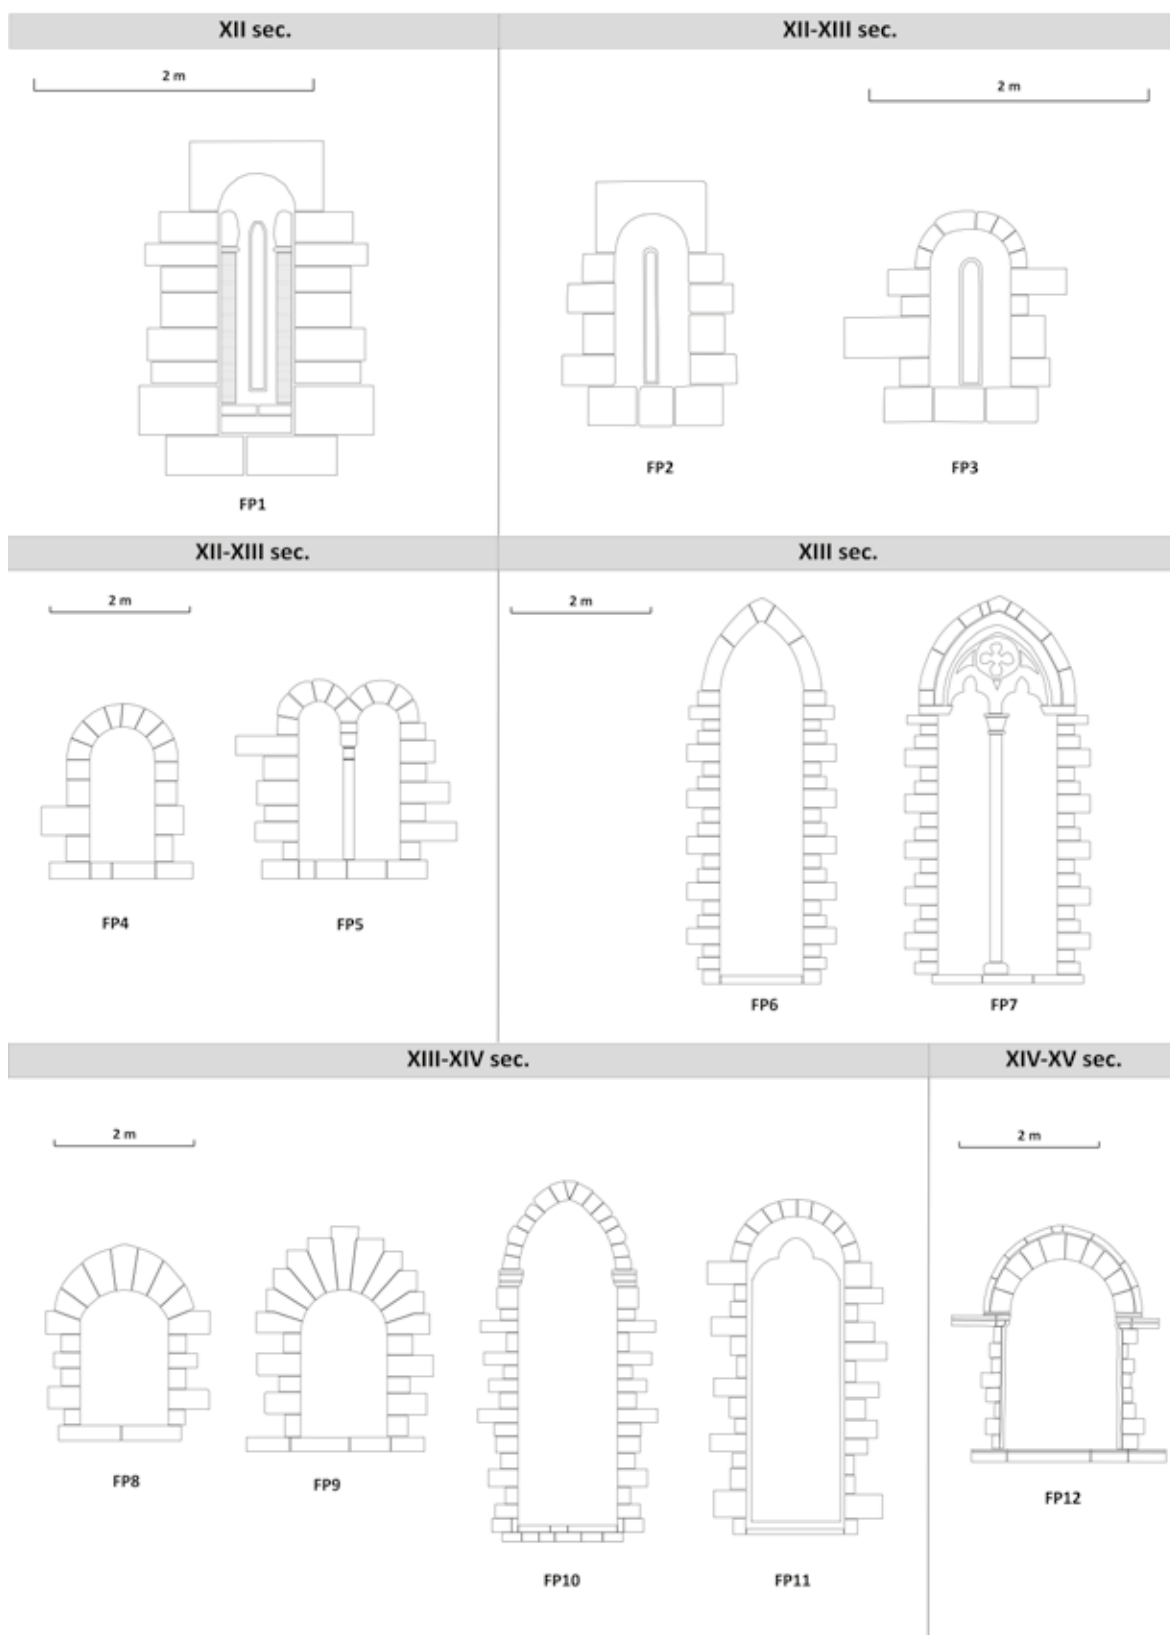 XII sec.
XII-XIII sec.
2 m
2 m
FP1
FP2
FP3
XII-XIII sec.
XIII sec.
2 m
2 m
FP4
FP5
FP6
FP7
XIII-XIV sec.
XIV-XV sec.
2 m
2 m
FP8
FP9
FP10
FP11
FP12